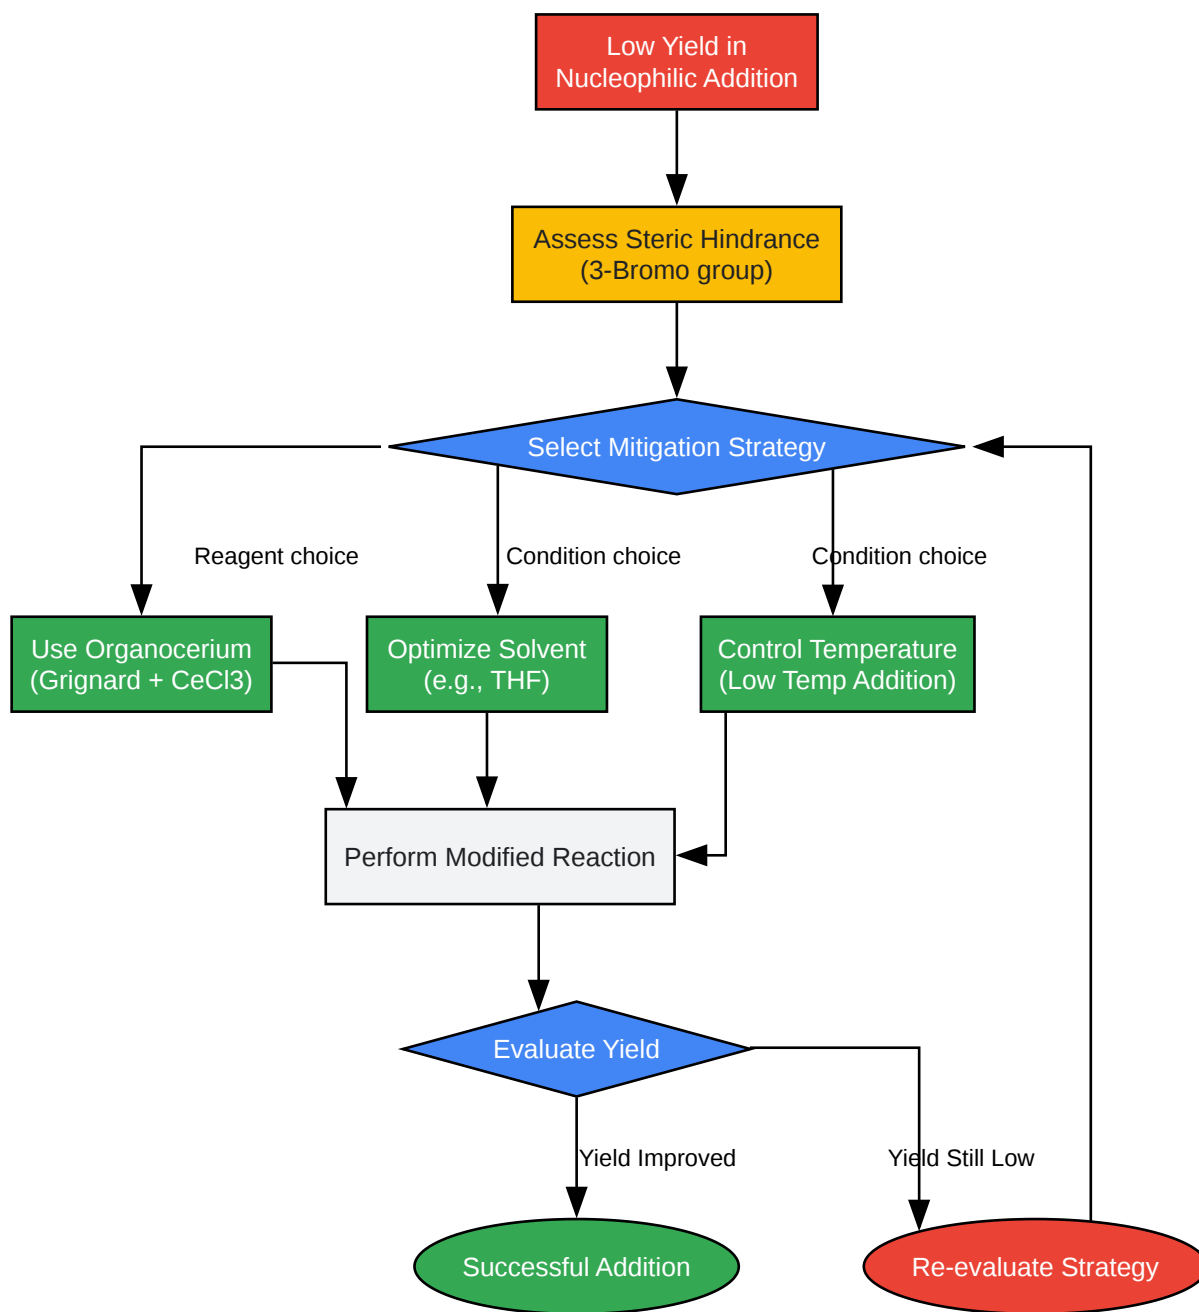 Low Yield in
Nucleophilic Addition
Assess Steric Hindrance
(3-Bromo group)
Select Mitigation Strategy
Reagent choice
Condition choice
Condition choice
Use Organocerium
(Grignard + CeCl3)
Optimize Solvent
(e.g., THF)
Control Temperature
(Low Temp Addition)
Perform Modified Reaction
Evaluate Yield
Yield Improved
Yield Still Low
Successful Addition
Re-evaluate Strategy